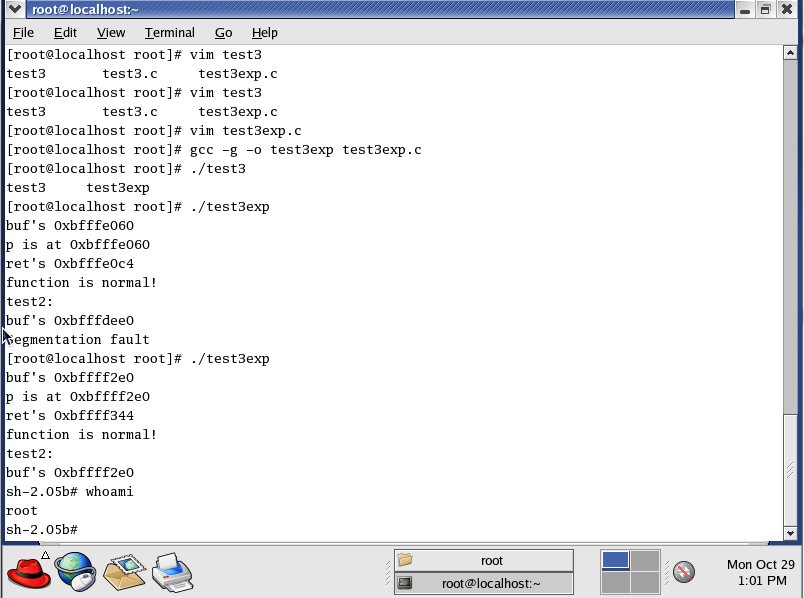 root@localhost:~
File Edit View Terminal Go Help
[root@localhost root]# vim test3
test3 test3.c test3exp.c
[root@localhost root]# vim test3
test3 test3.c test3exp.c
[root@localhost root]# vim test3exp.c
[root@localhost root]# gcc -g -o test3exp test3exp.c
[root@localhost root]# ./test3
test3 test3exp
[root@localhost root]# ./test3exp
buf's 0xbfffe060
p is at 0xbfffe060
ret's 0xbfffe0c4
function is normal!
test2:
buf's 0xbfffdee0
Segmentation fault
[root@localhost root]# ./test3exp
buf's 0xbffff2e0
p is at 0xbffff2e0
ret's 0xbffff344
function is normal!
test2:
buf's 0xbffff2e0
sh-2.05b# whoami
root
sh-2.05b#
root
root@localhost:~
Mon Oct 29
1:01 PM